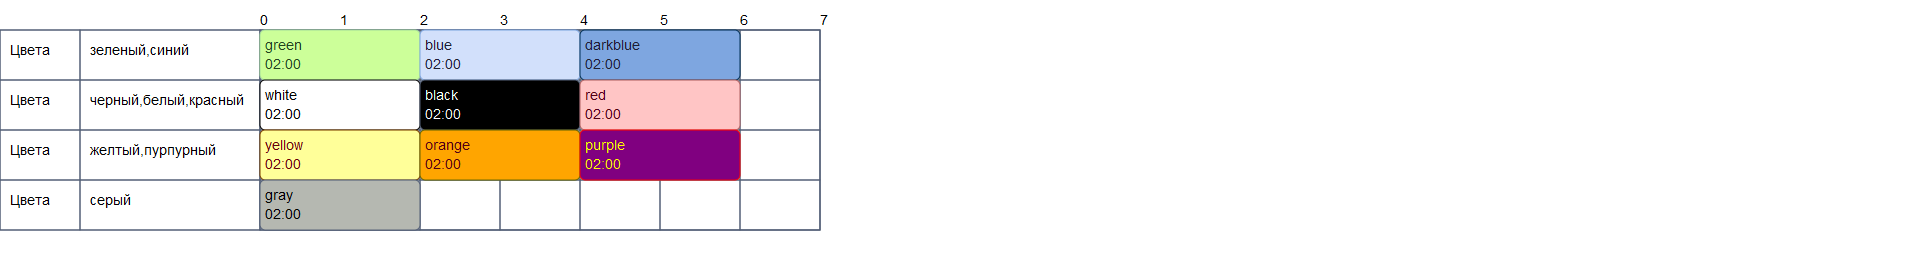 0 1 2 3 4 5 6 7
Цвета зеленый,синий green blue darkblue
02:00 02:00 02:00
Цвета черный,белый,красный white black red
02:00 02:00 02:00
Цвета желтый,пурпурный yellow orange purple
02:00 02:00 02:00
Цвета серый gray
02:00